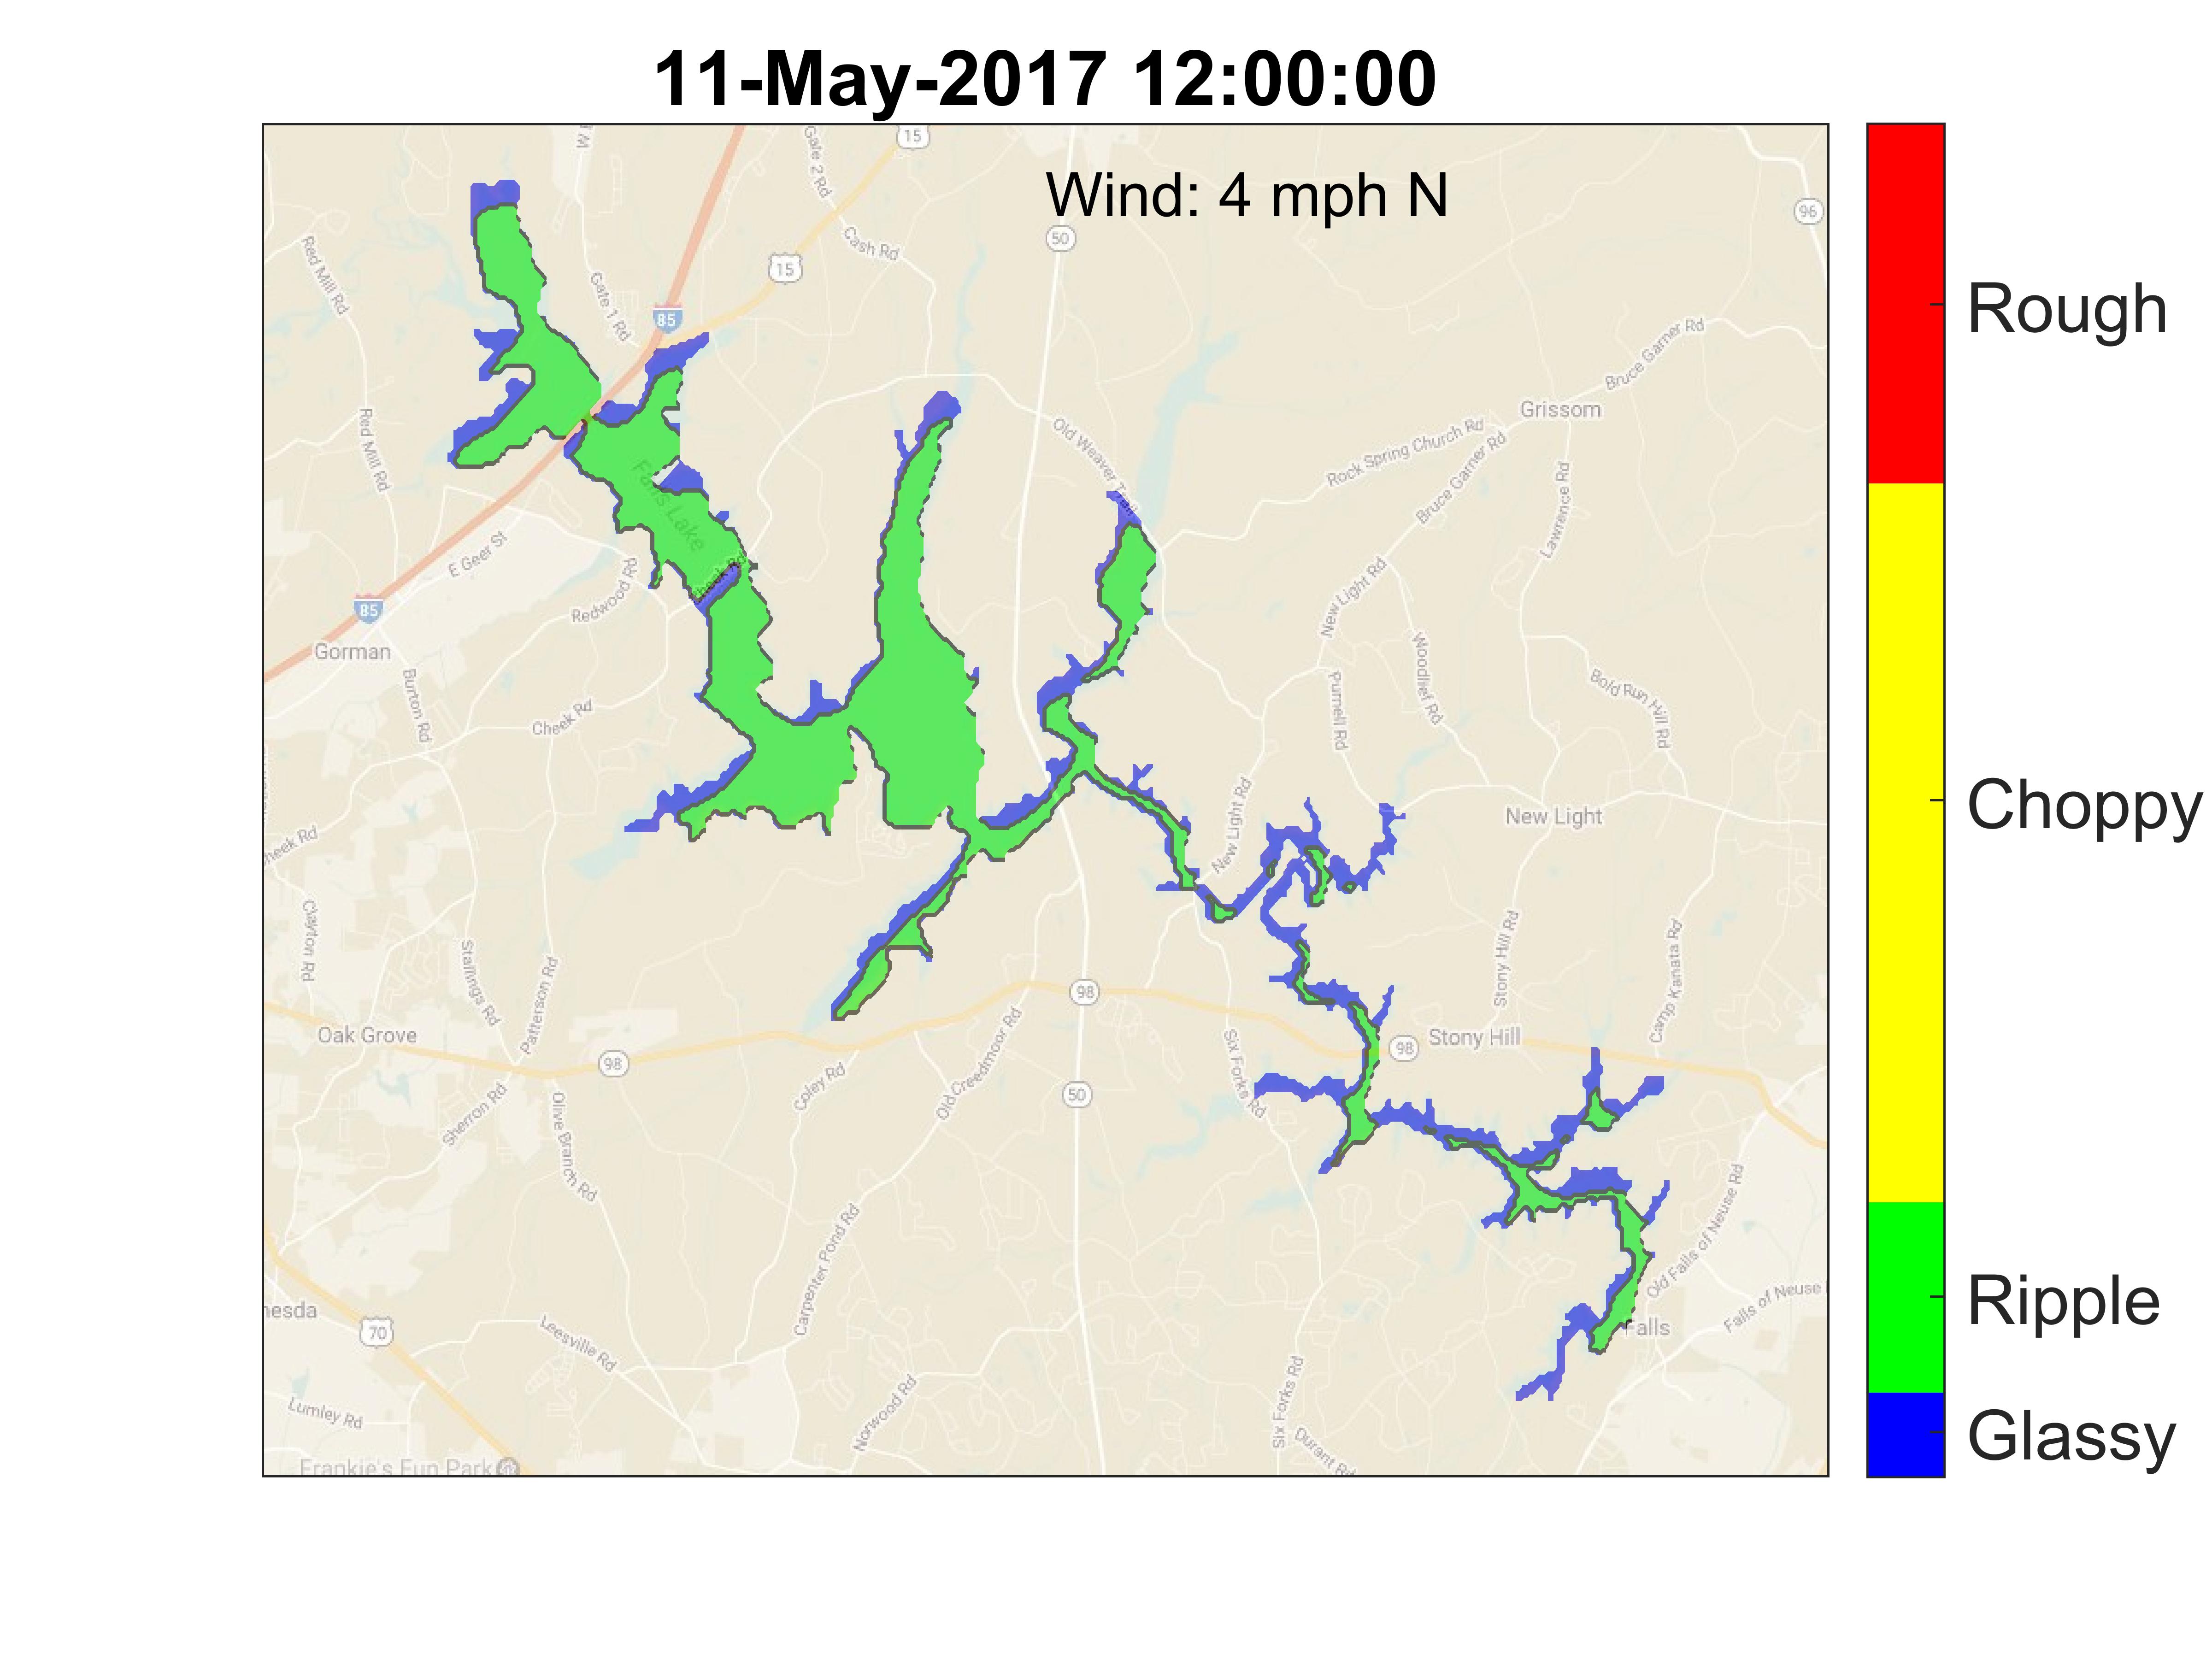 11-May-2017 12:00:00
Wind: 4 mph N
Rough
Choppy
Ripple
Glassy
15
Gate 2 Rd
96
50
Cash Rd
15
Red Mill Rd
Gate 1 Rd
85
Bruce Garner Rd
Grissom
Red Mill Rd
Old Weaver Trail
Rock Spring Church Rd
Bruce Garner Rd
Falls Lake
Lawrence Rd
E Geer St
Redwood Rd
New Light Rd
85
Gorman
Burton Rd
Cheek Rd
Purnell Rd
Woodlief Rd
Bold Run Hill Rd
New Light Rd
New Light
heek Rd
Clayton Rd
Stallings Rd
Patterson Rd
Stony Hill Rd
Camp Kanata Rd
98
Oak Grove
98
98
Stony Hill
Six Forks Rd
Coley Rd
Old Creedmoor Rd
50
Sherron Rd
Olive Branch Rd
Carpenter Pond Rd
Old Falls of Neuse Rd
Falls of Neuse
nesda
70
Leesville Rd
Falls
Lumley Rd
Norwood Rd
Six Forks Rd
Durant Rd
Frankie's Fun Park